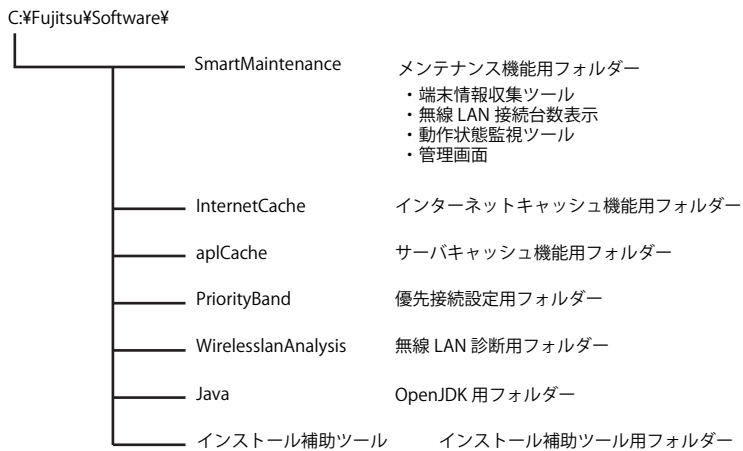 C:¥Fujitsu¥Software¥
SmartMaintenance メンテナンス機能用フォルダー
・端末情報収集ツール
・無線 LAN 接続台数表示
・動作状態監視ツール
・管理画面
InternetCache インターネットキャッシュ機能用フォルダー
aplCache サーバキャッシュ機能用フォルダー
PriorityBand 優先接続設定用フォルダー
WirelesslanAnalysis 無線 LAN 診断用フォルダー
Java OpenJDK 用フォルダー
インストール補助ツール インストール補助ツール用フォルダー